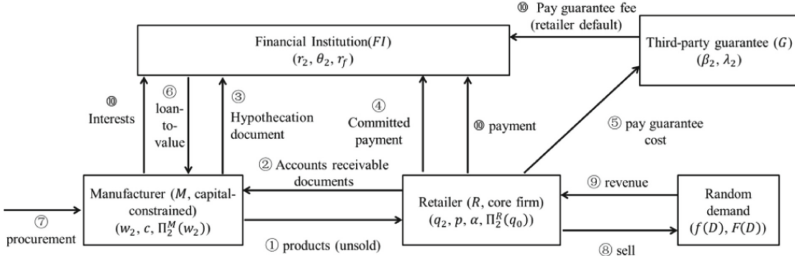 ⑩ Pay guarantee fee
(retailer default)
Financial Institution(FI)
(r₂, θ₂, r_f)
Third-party guarantee (G)
(β₂, λ₂)
⑩
Interests
⑥
loan-
to-
value
③
Hypothecation
document
④
Committed
payment
⑩ payment
⑤ pay guarantee
cost
② Accounts receivable
documents
⑦
procurement
Manufacturer (M, capital-
constrained)
(w₂, c, Π₂ᴹ(w₂))
① products (unsold)
Retailer (R, core firm)
(q₂, p, α, Π₂ᴿ(q₀))
⑨ revenue
⑧ sell
Random
demand
(f(D), F(D))